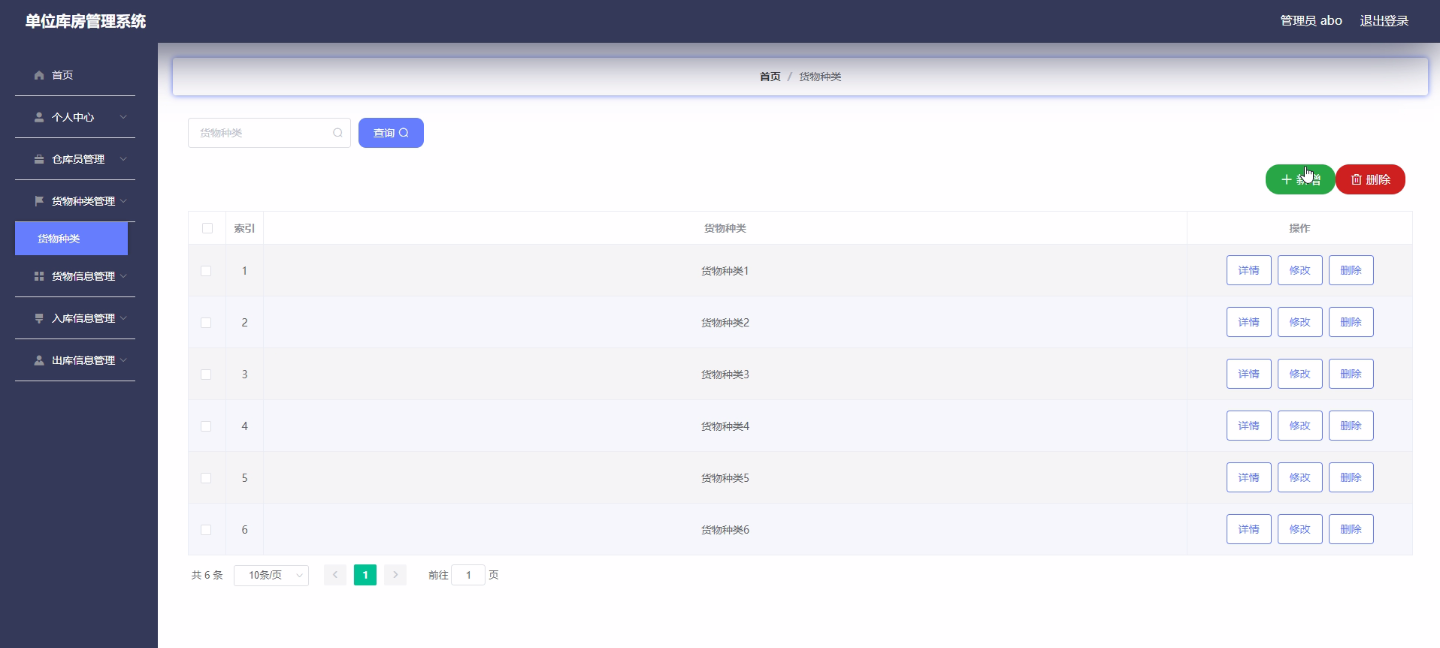 单位库房管理系统
管理员 abo 退出登录
首页
个人中心
仓库员管理
货物种类管理
货物种类
货物信息管理
入库信息管理
出库信息管理
首页 / 货物种类
货物种类 查询
+ 新增 删除
索引 货物种类 操作
1 货物种类1 详情 修改 删除
2 货物种类2 详情 修改 删除
3 货物种类3 详情 修改 删除
4 货物种类4 详情 修改 删除
5 货物种类5 详情 修改 删除
6 货物种类6 详情 修改 删除
共 6 条 10条/页 < 1 > 前往 1 页